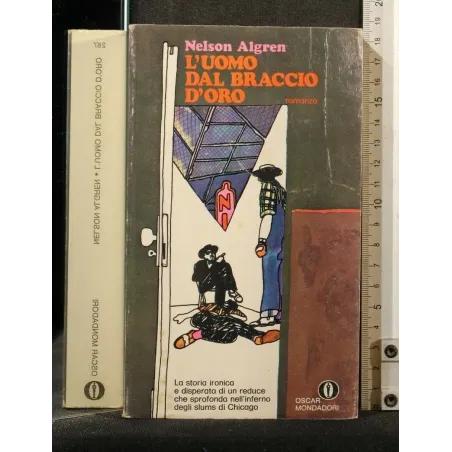 Nelson Algren
L'UOMO
DAL BRACCIO
D'ORO
romanzo
NI
La storia ironica
e disperata di un reduce
che sprofonda nell'inferno
degli slums di Chicago
OSCAR
MONDADORI
NELSON ALGREN • L'UOMO DAL BRACCIO D'ORO
OSCAR MONDADORI